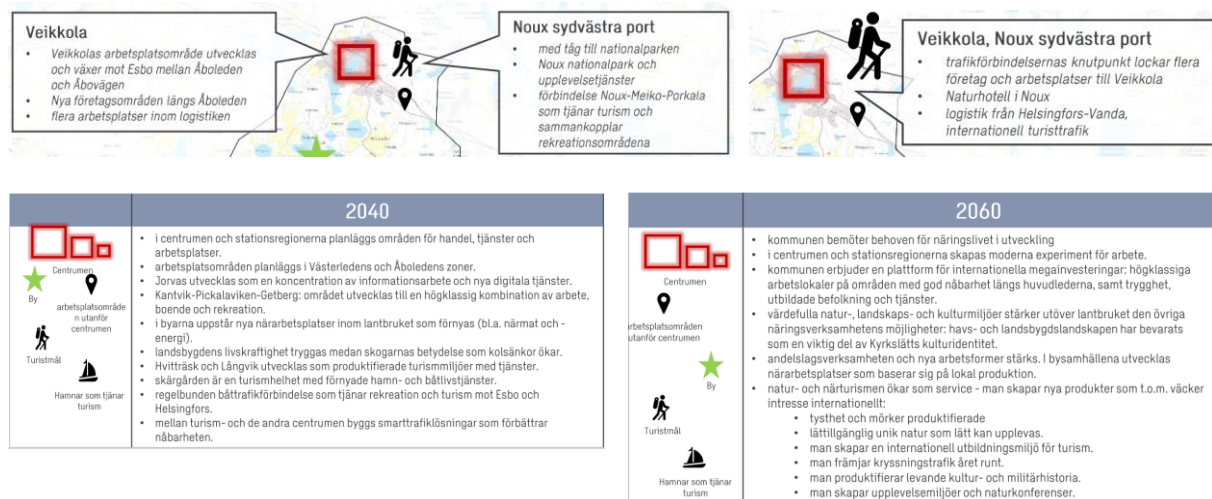 Veikkola
• Veikkolas arbetsplatsområde utvecklas
och växer mot Esbo mellan Åboleden
och Åbovägen
• Nya företagsområden längs Åboleden
• flera arbetsplatser inom logistiken
Noux sydvästra port
• med tåg till nationalparken
• Noux nationalpark och
upplevelsetjänster
• förbindelse Noux-Meiko-Porkala
som tjänar turism och
sammankopplar
rekreationsområdena
Veikkola, Noux sydvästra port
• trafikförbindelsernas knutpunkt lockar flera
företag och arbetsplatser till Veikkola
• Naturhotell i Noux
• logistik från Helsingfors-Vanda,
internationell turisttrafik
2040
Centrumen
By
arbetsplatsområde
n utanför
centrumen
Turistmål
Hamnar som tjänar
turism
• i centrumen och stationsregionerna planläggs områden för handel, tjänster och
arbetsplatser.
• arbetsplatsområden planläggs i Västerledens och Åboledens zoner.
• Jorvas utvecklas som en koncentration av informationsarbete och nya digitala tjänster.
• Kantvik-Pickalaviken-Getberg: området utvecklas till en högklassig kombination av arbete,
boende och rekreation.
• i byarna uppstår nya närarbetsplatser inom lantbruket som förnyas (bl.a. närmat och -
energi).
• landsbygdens livskraftighet tryggas medan skogarnas betydelse som kolsänkor ökar.
• Hvitträsk och Långvik utvecklas som produktifierade turismmiljöer med tjänster.
• skärgården är en turismhelhet med förnyade hamn- och båtlivstjänster.
• regelbunden båttrafikförbindelse som tjänar rekreation och turism mot Esbo och
Helsingfors.
• mellan turism- och de andra centrumen byggs smarttrafiklösningar som förbättrar
nåbarheten.
2060
Centrumen
arbetsplatsområden
utanför centrumen
By
Turistmål
Hamnar som tjänar
turism
• kommunen bemöter behoven för näringslivet i utveckling
• i centrumen och stationsregionerna skapas moderna experiment för arbete.
• kommunen erbjuder en plattform för internationella megainvesteringar: högklassiga
arbetslokaler på områden med god nåbarhet längs huvudlederna, samt trygghet,
utbildade befolkning och tjänster.
• värdefulla natur-, landskaps- och kulturmiljöer stärker utöver lantbruket den övriga
näringsverksamhetens möjligheter: havs- och landsbygdslandskapen har bevarats
som en viktig del av Kyrkslätts kulturidentitet.
• andelslagsverksamheten och nya arbetsformer stärks. I bysamhällena utvecklas
närarbetsplatser som baserar sig på lokal produktion.
• natur- och närturismen ökar som service - man skapar nya produkter som t.o.m. väcker
intresse internationellt:
• tysthet och mörker produktifierade
• lättillgänglig unik natur som lätt kan upplevas.
• man skapar en internationell utbildningsmiljö för turism.
• man främjar kryssningstrafik året runt.
• man produktifierar levande kultur- och militärhistoria.
• man skapar upplevelsemiljöer och naturkonferenser.